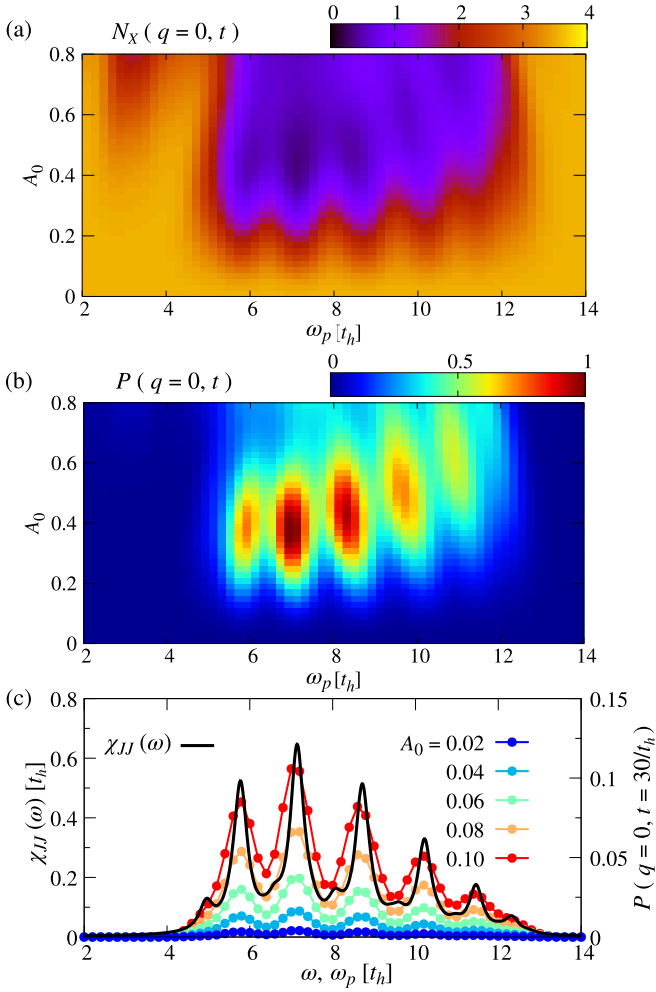 (a) N_X ( q = 0, t ) 0 1 2 3 4
0.8
0.6
A_0
0.4
0.2
0
2 4 6 8 10 12 14
ω_p [t_h]
(b) P ( q = 0, t ) 0 0.5 1
0.8
0.6
A_0
0.4
0.2
0
2 4 6 8 10 12 14
ω_p [t_h]
(c)
0.8 0.15
χ_JJ (ω) A_0 = 0.02
0.6 0.04
0.1
0.06
0.4 0.08
0.10
0.05
0.2
0 0
χ_JJ (ω) [t_h]
P ( q = 0, t = 30/t_h )
2 4 6 8 10 12 14
ω, ω_p [t_h]